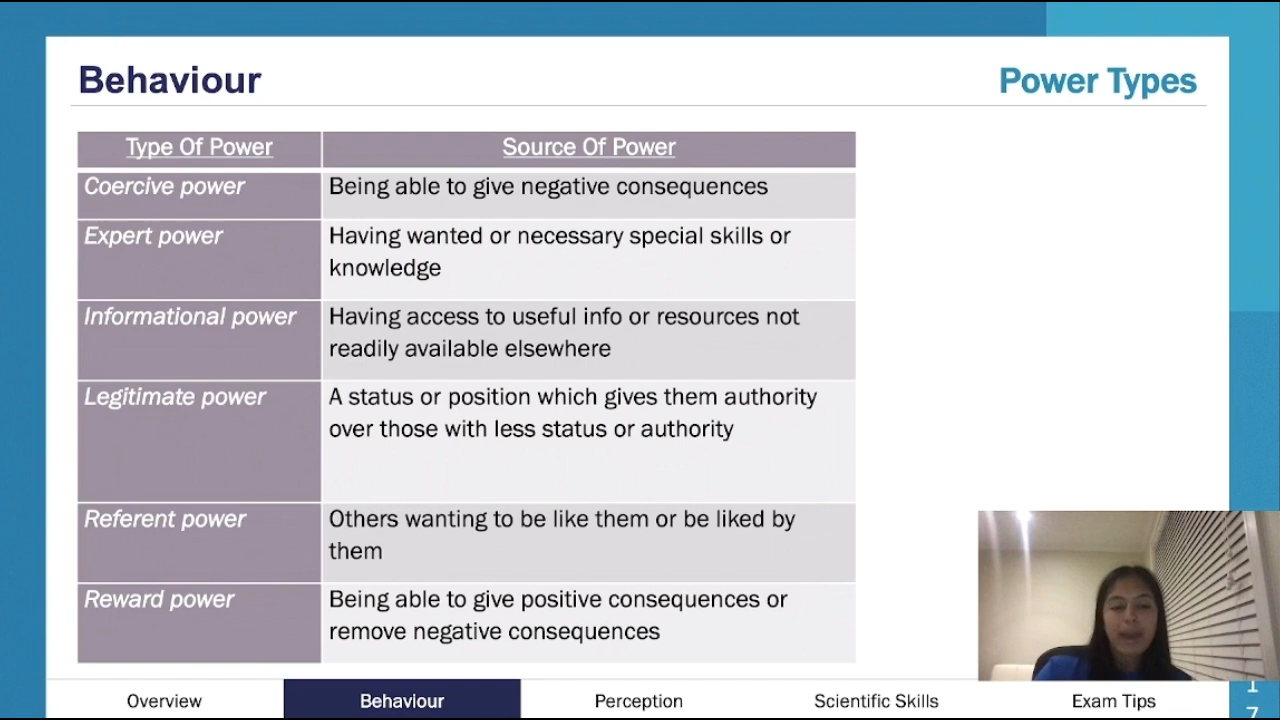 Behaviour
Power Types
Type Of Power
Source Of Power
Coercive power
Being able to give negative consequences
Expert power
Having wanted or necessary special skills or
knowledge
Informational power
Having access to useful info or resources not
readily available elsewhere
Legitimate power
A status or position which gives them authority
over those with less status or authority
Referent power
Others wanting to be like them or be liked by
them
Reward power
Being able to give positive consequences or
remove negative consequences
Overview
Behaviour
Perception
Scientific Skills
Exam Tips
1
7